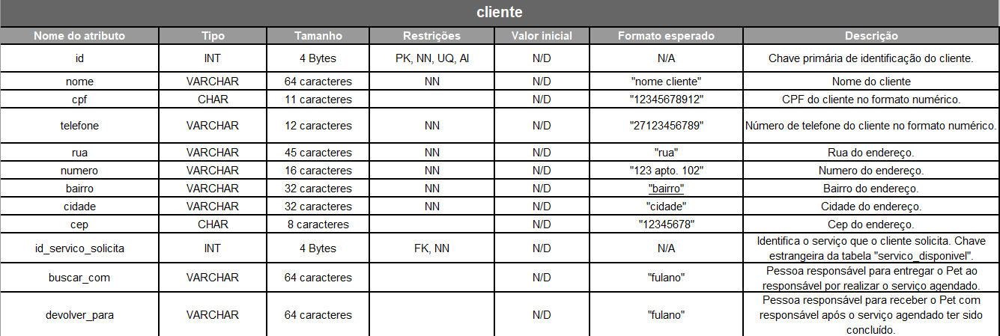 cliente
Nome do atributo Tipo Tamanho Restrições Valor inicial Formato esperado Descrição
id INT 4 Bytes PK, NN, UQ, AI N/D N/A Chave primária de identificação do cliente.
nome VARCHAR 64 caracteres NN N/D "nome cliente" Nome do cliente
cpf CHAR 11 caracteres N/D "12345678912" CPF do cliente no formato numérico.
telefone VARCHAR 12 caracteres NN N/D "27123456789" Número de telefone do cliente no formato numérico.
rua VARCHAR 45 caracteres NN N/D "rua" Rua do endereço.
numero VARCHAR 16 caracteres NN N/D "123 apto. 102" Numero do endereço.
bairro VARCHAR 32 caracteres NN N/D "bairro" Bairro do endereço.
cidade VARCHAR 32 caracteres NN N/D "cidade" Cidade do endereço.
cep CHAR 8 caracteres N/D "12345678" Cep do endereço.
id_servico_solicita INT 4 Bytes FK, NN N/D N/A Identifica o serviço que o cliente solicita. Chave
estrangeira da tabela "servico_disponivel".
buscar_com VARCHAR 64 caracteres N/D "fulano" Pessoa responsável para entregar o Pet ao
responsável por realizar o serviço agendado.
devolver_para VARCHAR 64 caracteres N/D "fulano" Pessoa responsável para receber o Pet com
responsável após o serviço agendado ter sido
concluído.